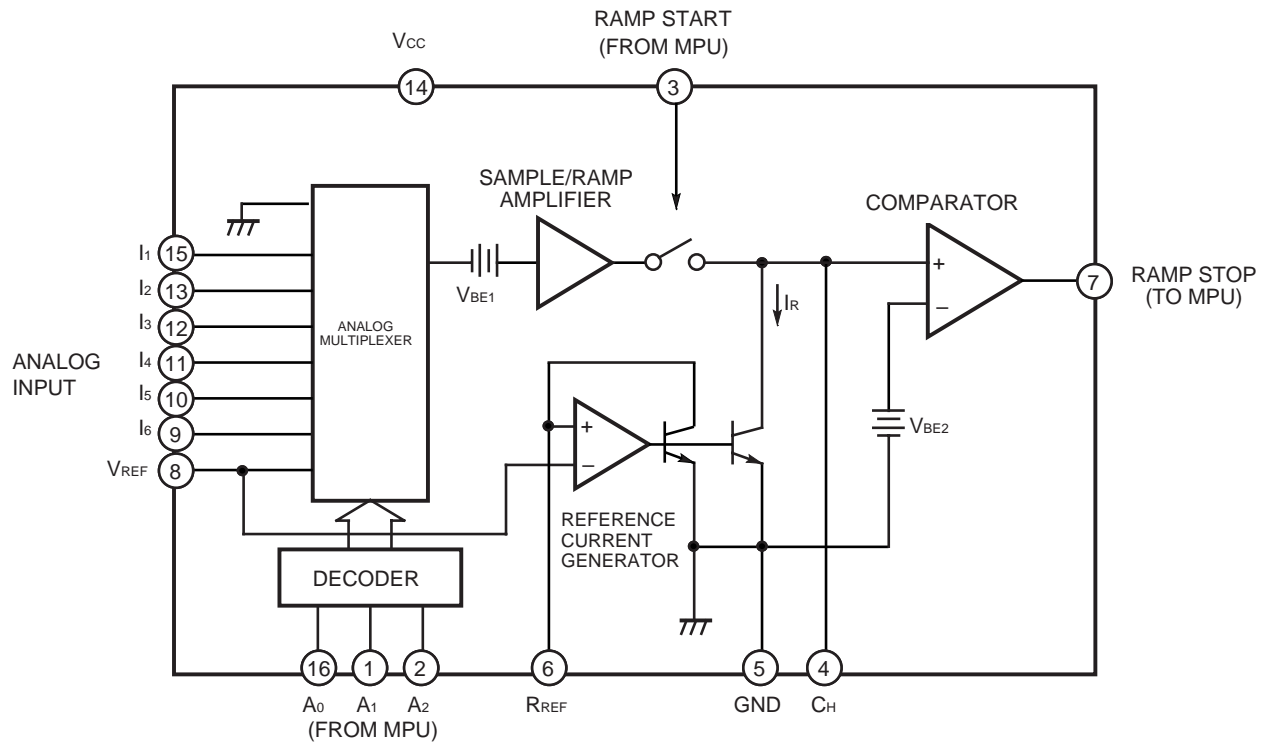 RAMP START
(FROM MPU)
VCC
14
3
SAMPLE/RAMP
AMPLIFIER
COMPARATOR
I1
15
I2
13
I3
12
I4
11
I5
10
I6
9
VREF
8
ANALOG
INPUT
ANALOG
MULTIPLEXER
VBE1
IR
+
–
7
RAMP STOP
(TO MPU)
+
–
VBE2
REFERENCE
CURRENT
GENERATOR
DECODER
16
1
2
6
5
4
A0
A1
A2
RREF
GND
CH
(FROM MPU)